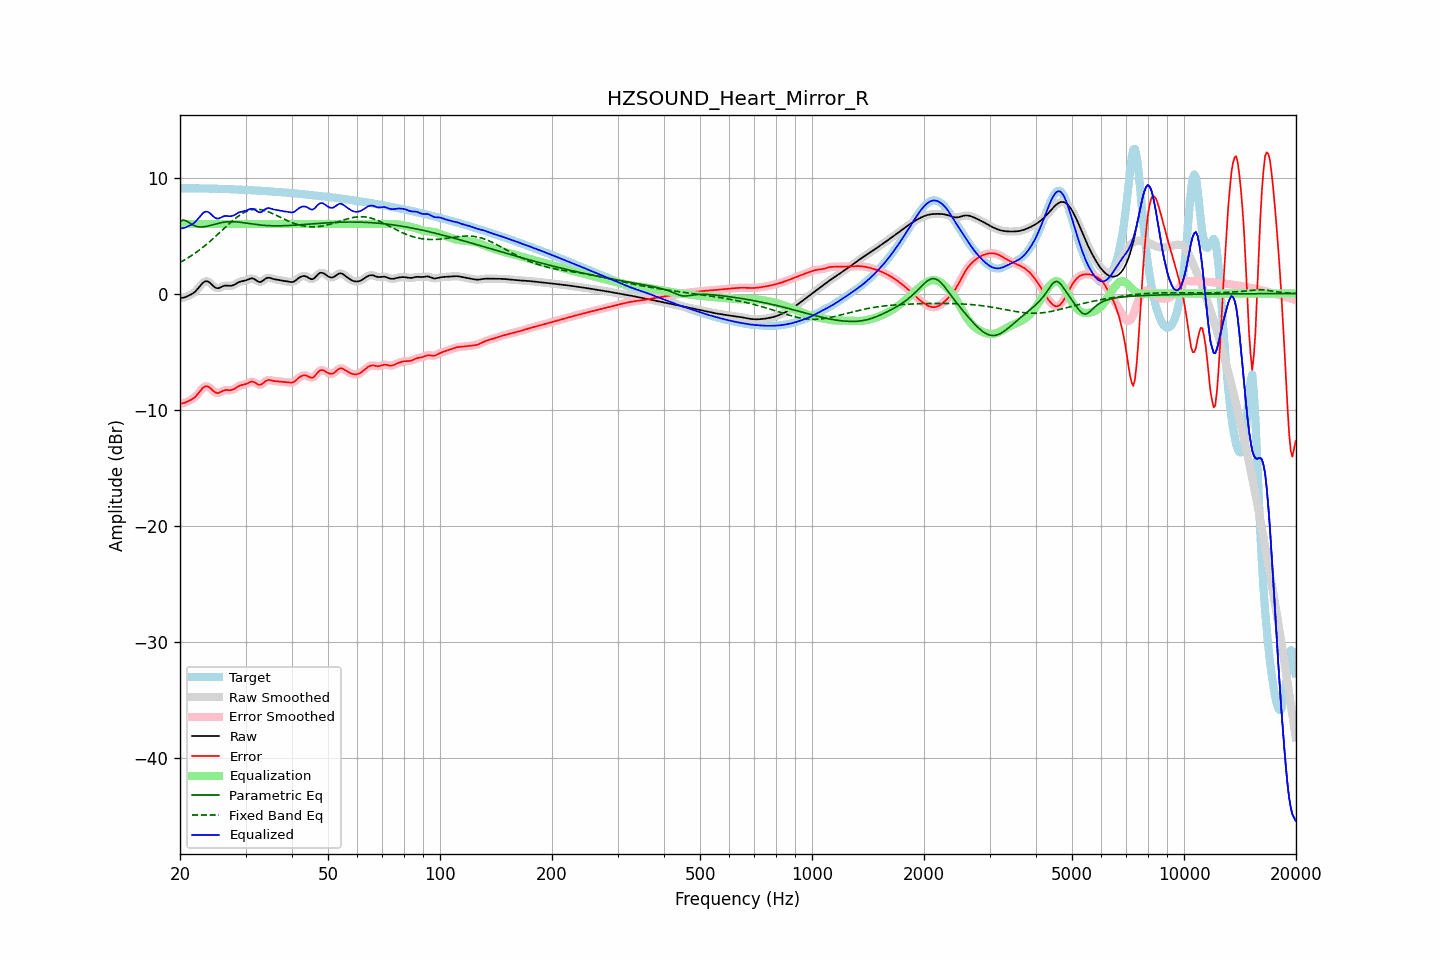 HZSOUND_Heart_Mirror_R
Amplitude (dBr)
10
0
−10
−20
−30
−40
Target
Raw Smoothed
Error Smoothed
Raw
Error
Equalization
Parametric Eq
Fixed Band Eq
Equalized
20 50 100 200 500 1000 2000 5000 10000 20000
Frequency (Hz)